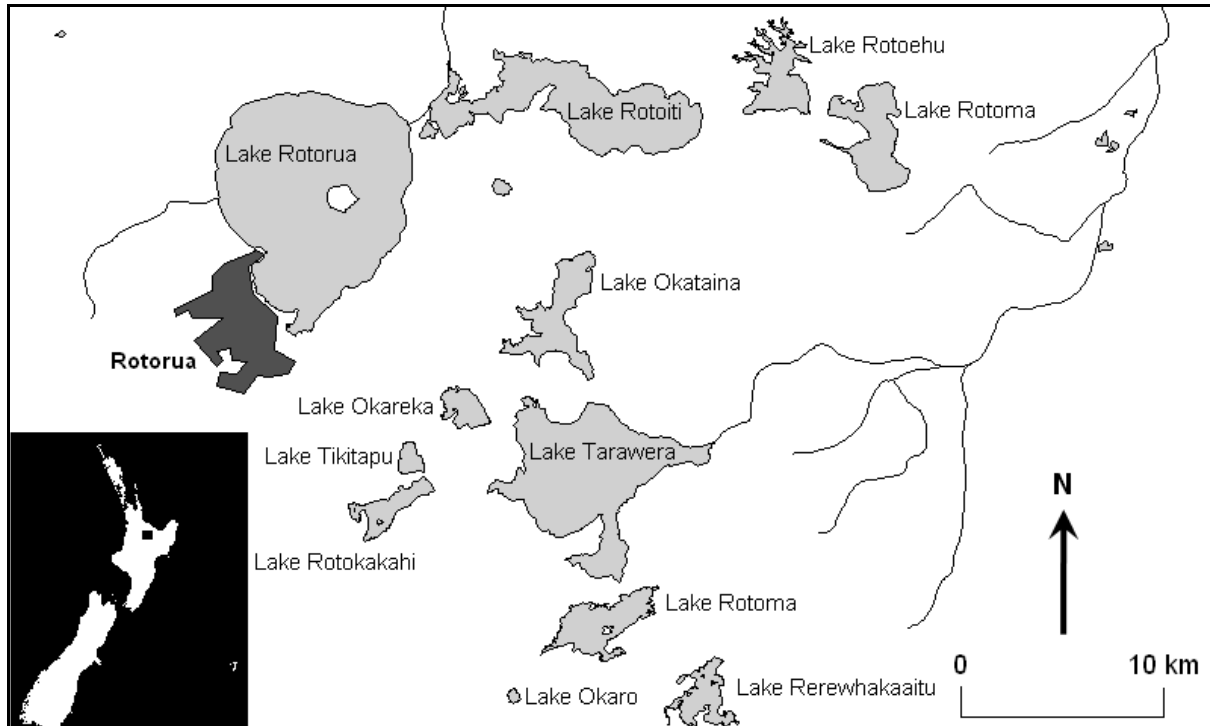 Lake Rotoehu
Lake Rotoiti
Lake Rotoma
Lake Rotorua
Lake Okataina
Rotorua
Lake Okareka
Lake Tikitapu
Lake Tarawera
N
Lake Rotokakahi
Lake Rotoma
0 10 km
Lake Okaro
Lake Rerewhakaaitu